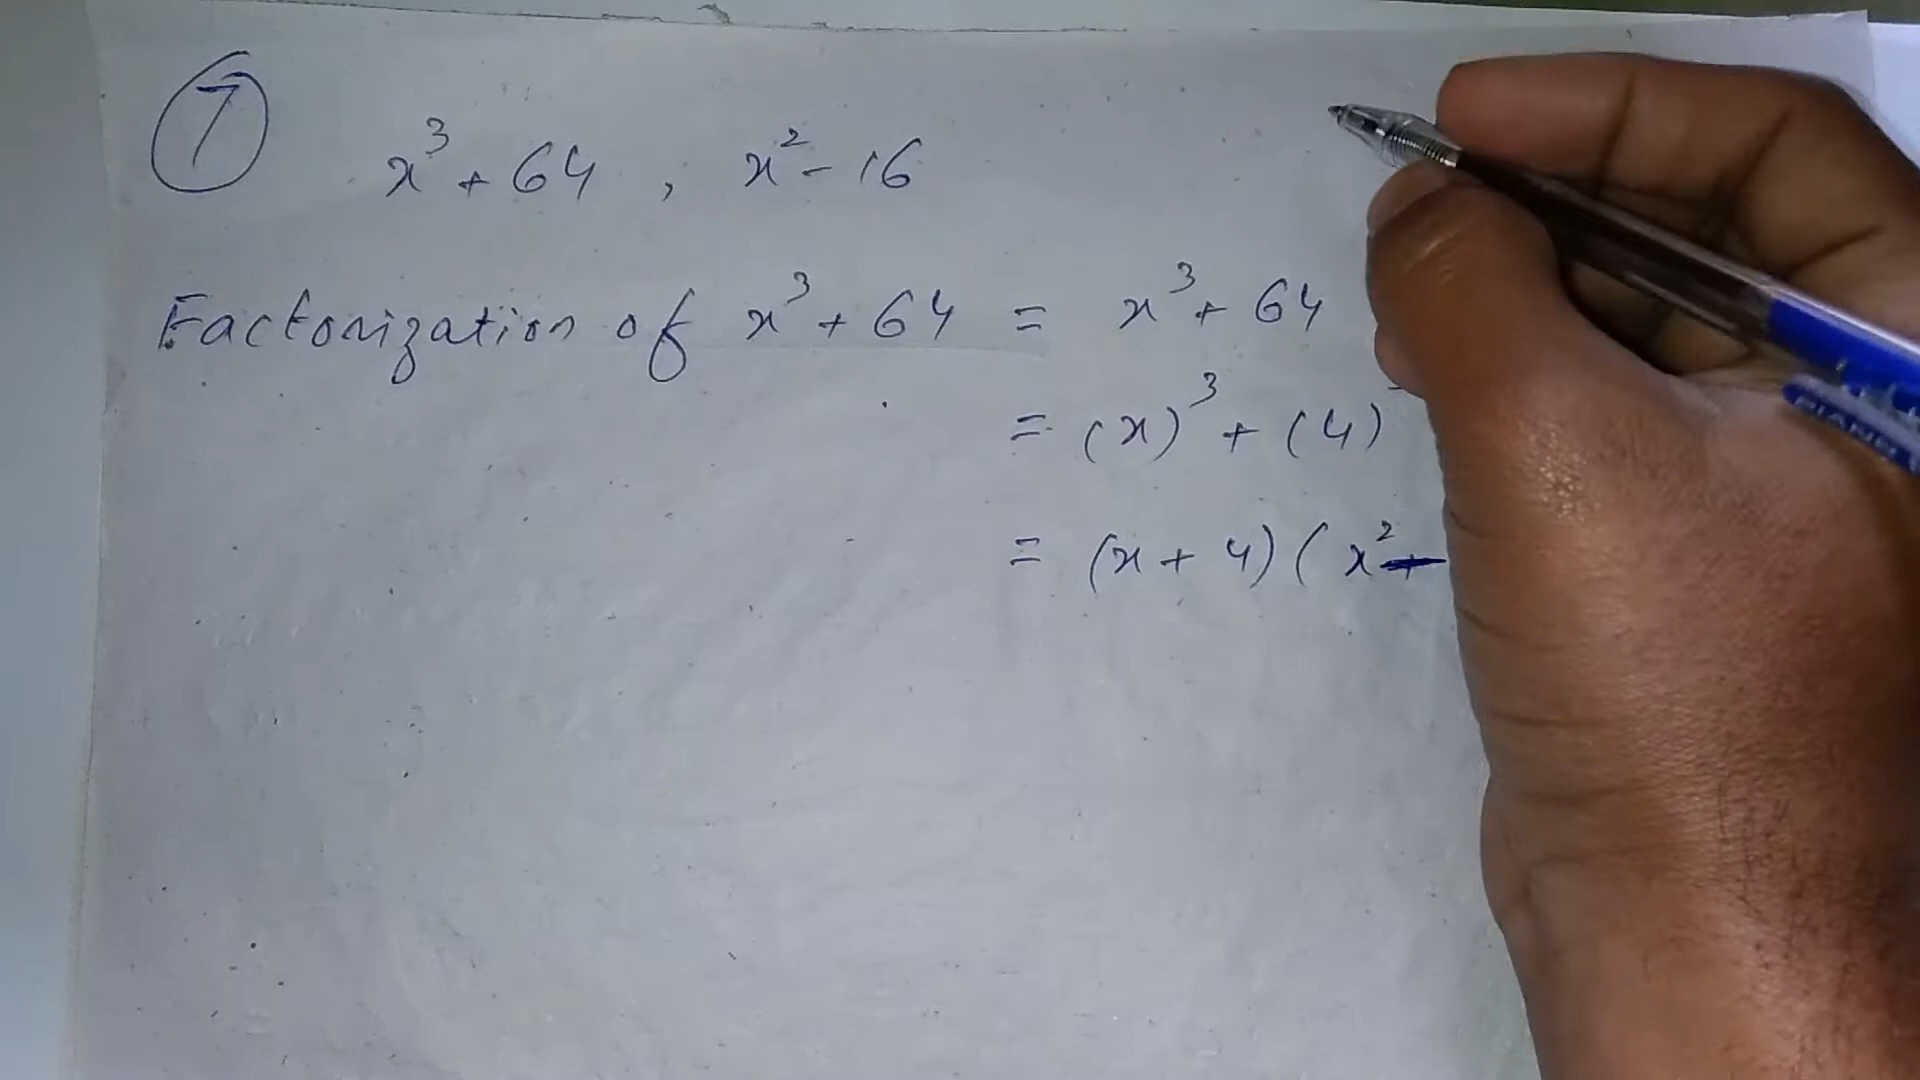 7
x³ + 64 , x² - 16
Factorization of x³ + 64 = x³ + 64
= (x)³ + (4)
= (x + 4) ( x² -